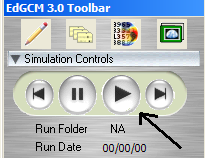 EdGCM 3.0 Toolbar
Simulation Controls
Run Folder NA
Run Date 00/00/00